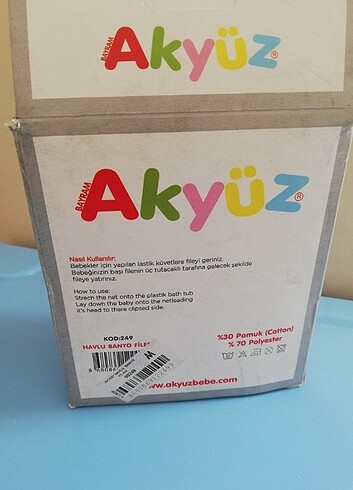 BAYRAM Akyüz®
BAYRAM Akyüz®
Nasıl Kullanılır:
Bebekler için yapılan lastik küvetlere fileyi geriniz.
Bebeğinizin başı filenin üç tutacaklı tarafına gelecek şekilde
fileye yatırınız.
How to use:
Strech the net onto the plastik bath tub
Lay down the baby onto the netleading
it's head to there clipsed side.
KOD:249
HAVLU BANYO FİLE
%30 Pamuk (Cotton)
% 70 Polyester
www.akyuzbebe.com